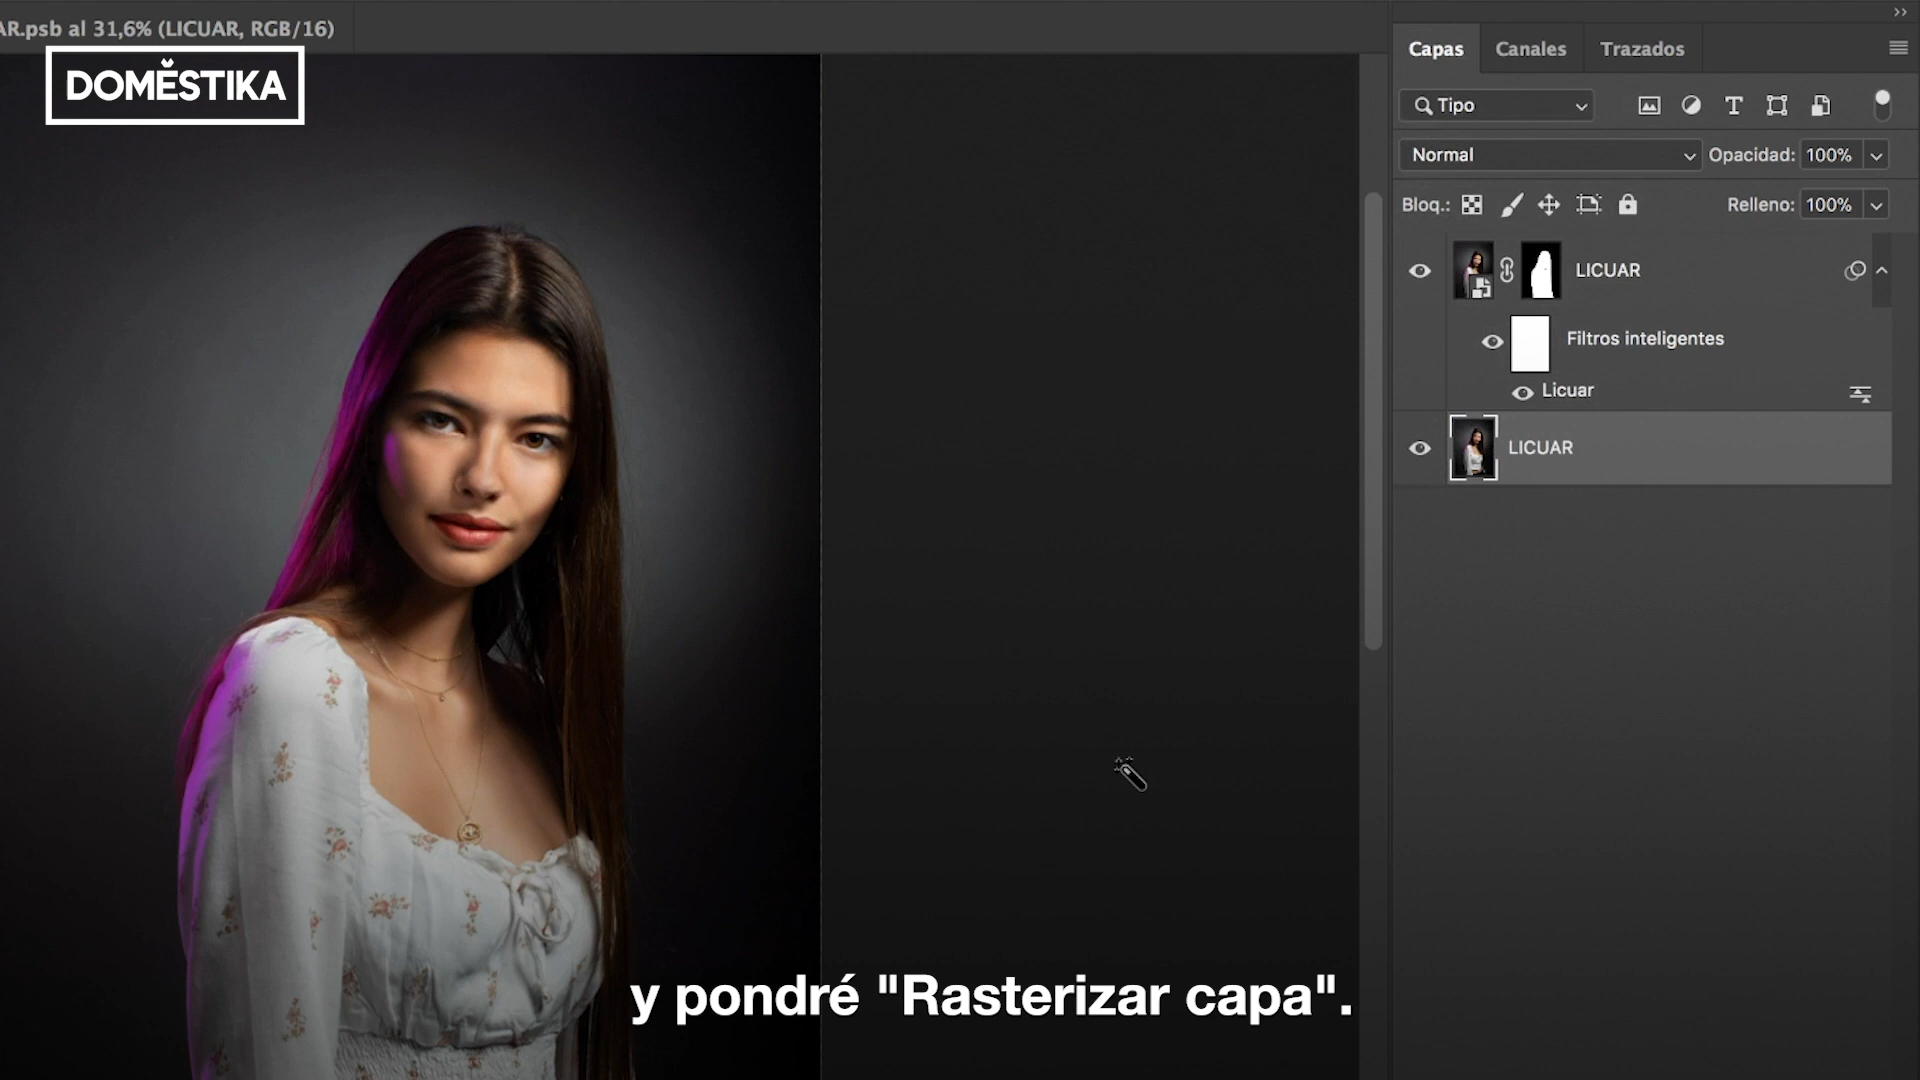 AR.psb al 31,6% (LICUAR, RGB/16)
DOMESTIKA
Capas Canales Trazados
Tipo
Normal Opacidad: 100%
Bloq.: Relleno: 100%
LICUAR
Filtros inteligentes
Licuar
LICUAR
y pondré "Rasterizar capa".